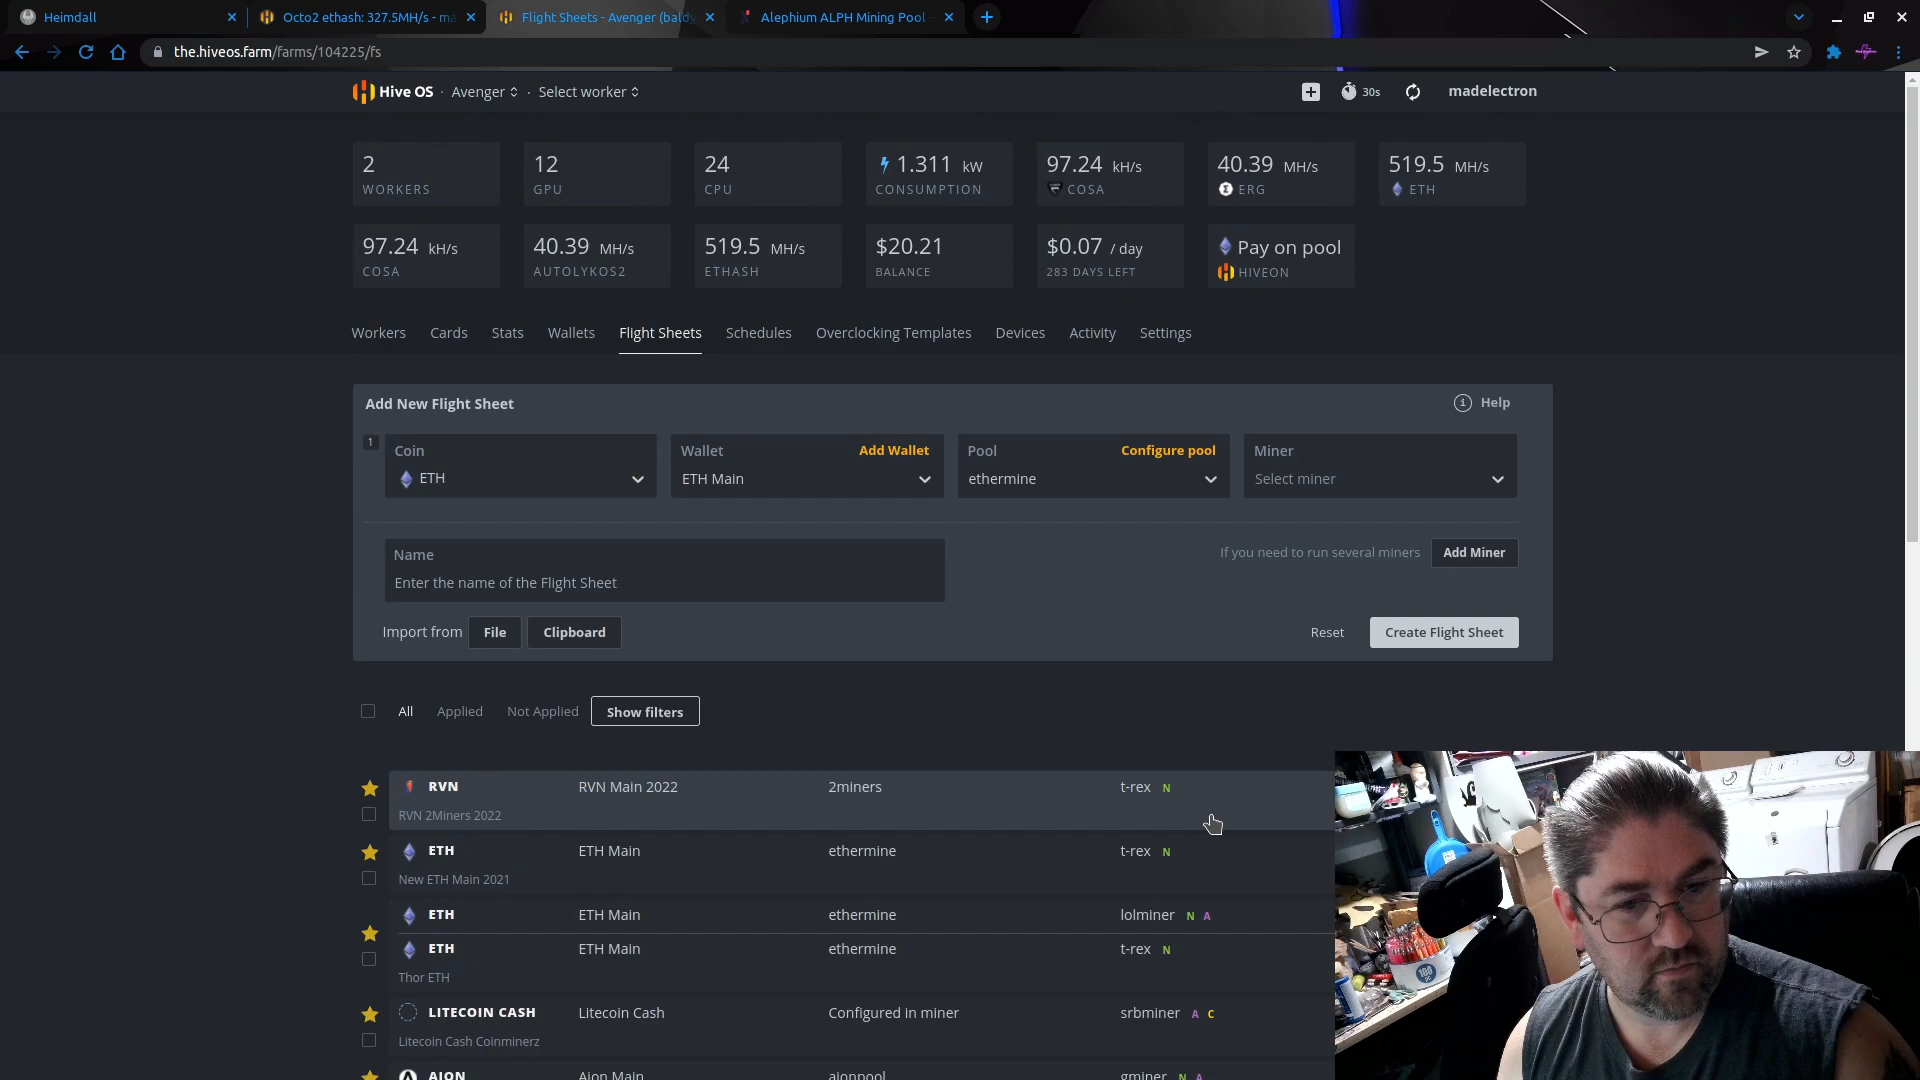 Heimdall
Octo2 ethash: 327.5MH/s - ma
Flight Sheets - Avenger (baldy
Alephium ALPH Mining Pool -
the.hiveos.farm/farms/104225/fs
Hive OS · Avenger · Select worker
30s
madelectron
2
WORKERS
12
GPU
24
CPU
1.311 kW
CONSUMPTION
97.24 kH/s
COSA
40.39 MH/s
ERG
519.5 MH/s
ETH
97.24 kH/s
COSA
40.39 MH/s
AUTOLYKOS2
519.5 MH/s
ETHASH
$20.21
BALANCE
$0.07 / day
283 DAYS LEFT
Pay on pool
HIVEON
Workers Cards Stats Wallets Flight Sheets Schedules Overclocking Templates Devices Activity Settings
Add New Flight Sheet
Help
1
Coin
ETH
Wallet Add Wallet
ETH Main
Pool Configure pool
ethermine
Miner
Select miner
Name
Enter the name of the Flight Sheet
If you need to run several miners Add Miner
Import from File Clipboard
Reset Create Flight Sheet
All Applied Not Applied Show filters
RVN RVN Main 2022 2miners t-rex N
RVN 2Miners 2022
ETH ETH Main ethermine t-rex N
New ETH Main 2021
ETH ETH Main ethermine lolminer N A
ETH ETH Main ethermine t-rex N
Thor ETH
LITECOIN CASH Litecoin Cash Configured in miner srbminer A C
Litecoin Cash Coinminerz
AION Aion Main aionpool gminer N A